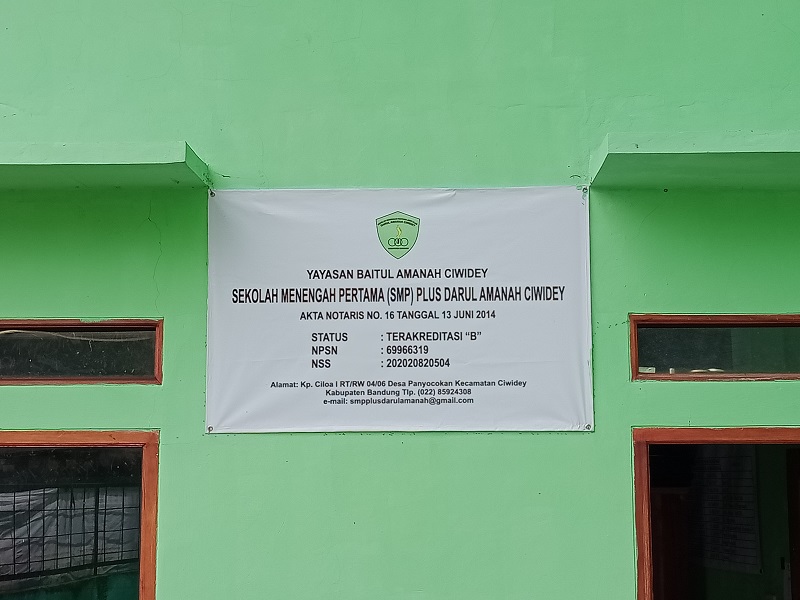 YAYASAN BAITUL AMANAH CIWIDEY
SEKOLAH MENENGAH PERTAMA (SMP) PLUS DARUL AMANAH CIWIDEY
AKTA NOTARIS NO. 16 TANGGAL 13 JUNI 2014
STATUS : TERAKREDITASI “B”
NPSN : 69966319
NSS : 202020820504
Alamat: Kp. Ciloa I RT/RW 04/06 Desa Panyocokan Kecamatan Ciwidey
Kabupaten Bandung Tlp. (022) 85924308
e-mail: smpplusdarulamanah@gmail.com